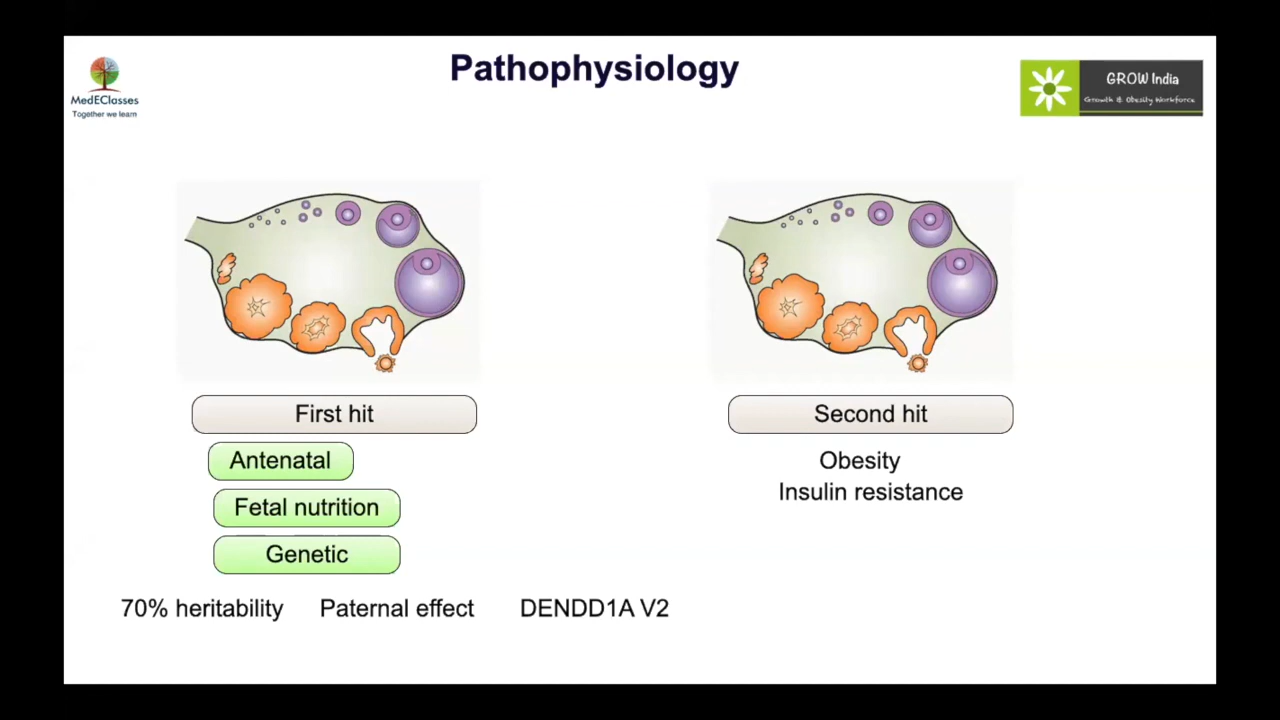 Pathophysiology
MedEClasses
Together we learn
GROW India
Growth & Obesity Workforce
First hit
Second hit
Antenatal
Obesity
Fetal nutrition
Insulin resistance
Genetic
70% heritability
Paternal effect
DENDD1A V2